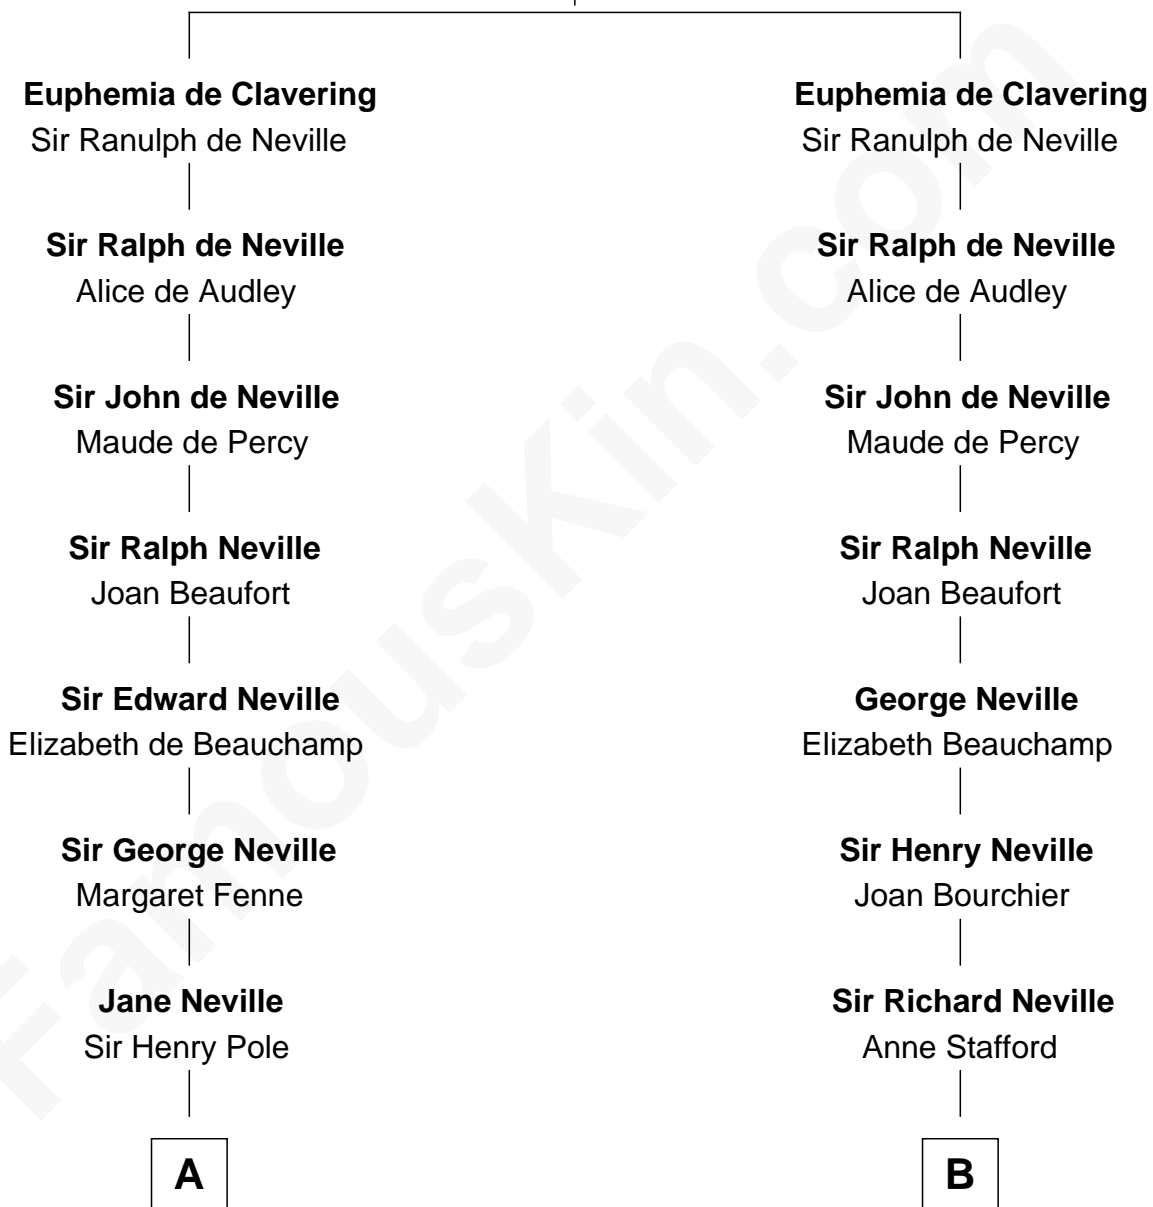 Euphemia de Clavering
Sir Ranulph de Neville
Sir Ralph de Neville
Alice de Audley
Sir John de Neville
Maude de Percy
Sir Ralph Neville
Joan Beaufort
Sir Edward Neville
Elizabeth de Beauchamp
Sir George Neville
Margaret Fenne
Jane Neville
Sir Henry Pole
A
Euphemia de Clavering
Sir Ranulph de Neville
Sir Ralph de Neville
Alice de Audley
Sir John de Neville
Maude de Percy
Sir Ralph Neville
Joan Beaufort
George Neville
Elizabeth Beauchamp
Sir Henry Neville
Joan Bourchier
Sir Richard Neville
Anne Stafford
B
FamousKin.com